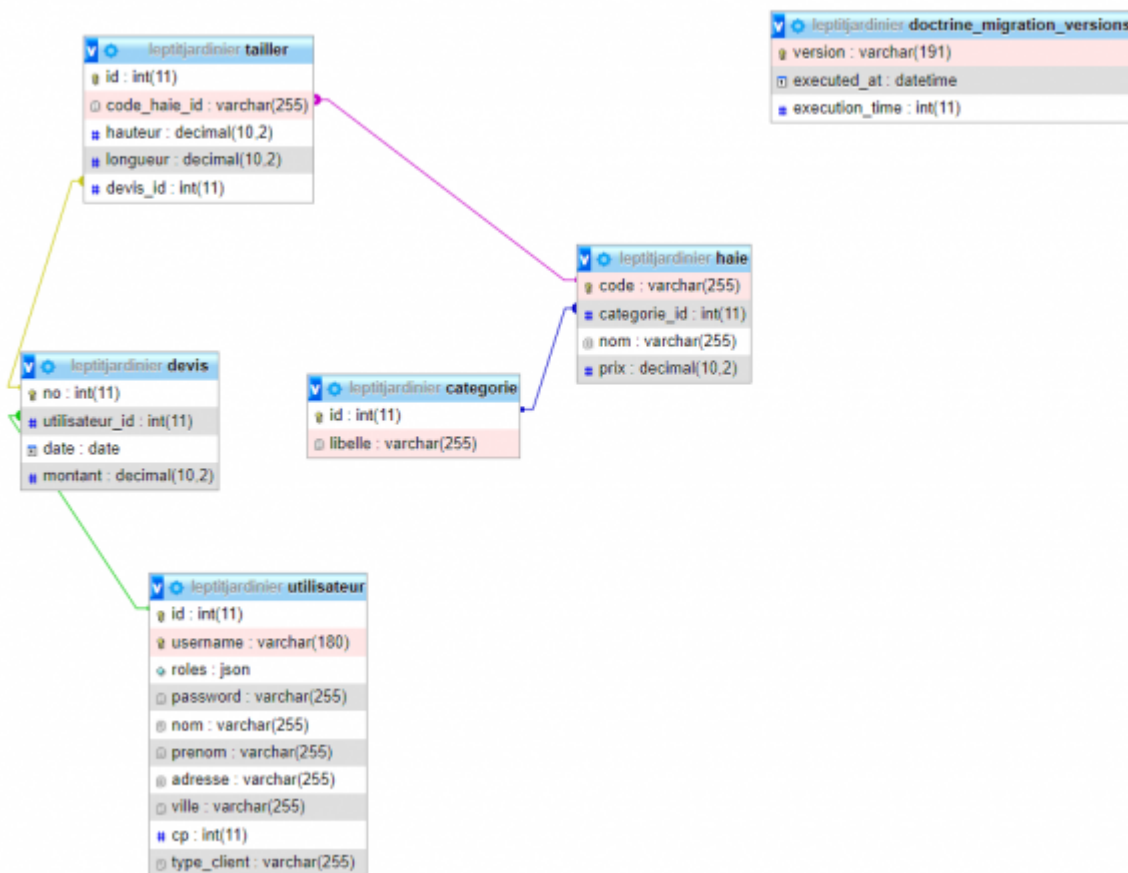 leptitjardinier tailler
id : int(11)
code_haie_id : varchar(255)
hauteur : decimal(10,2)
longueur : decimal(10,2)
devis_id : int(11)
leptitjardinier doctrine_migration_versions
version : varchar(191)
executed_at : datetime
execution_time : int(11)
leptitjardinier haie
code : varchar(255)
categorie_id : int(11)
nom : varchar(255)
prix : decimal(10,2)
leptitjardinier devis
no : int(11)
utilisateur_id : int(11)
date : date
montant : decimal(10,2)
leptitjardinier categorie
id : int(11)
libelle : varchar(255)
leptitjardinier utilisateur
id : int(11)
username : varchar(180)
roles : json
password : varchar(255)
nom : varchar(255)
prenom : varchar(255)
adresse : varchar(255)
ville : varchar(255)
cp : int(11)
type_client : varchar(255)